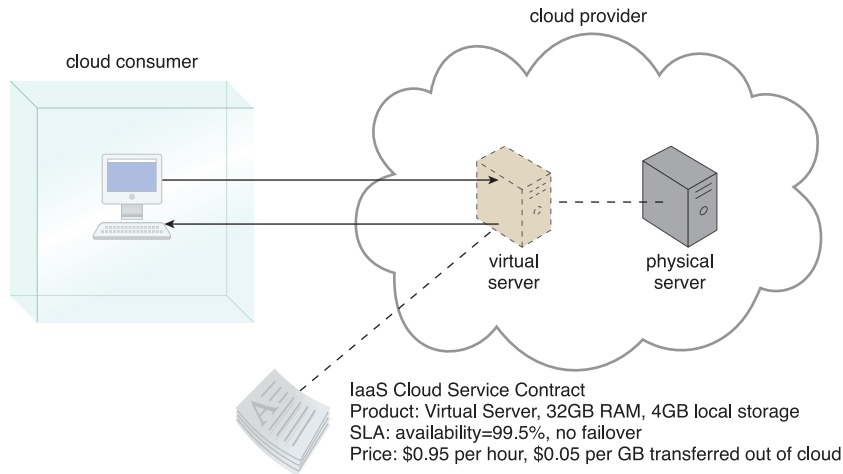 cloud provider
cloud consumer
virtual
server
physical
server
A
IaaS Cloud Service Contract
Product: Virtual Server, 32GB RAM, 4GB local storage
SLA: availability=99.5%, no failover
Price: $0.95 per hour, $0.05 per GB transferred out of cloud